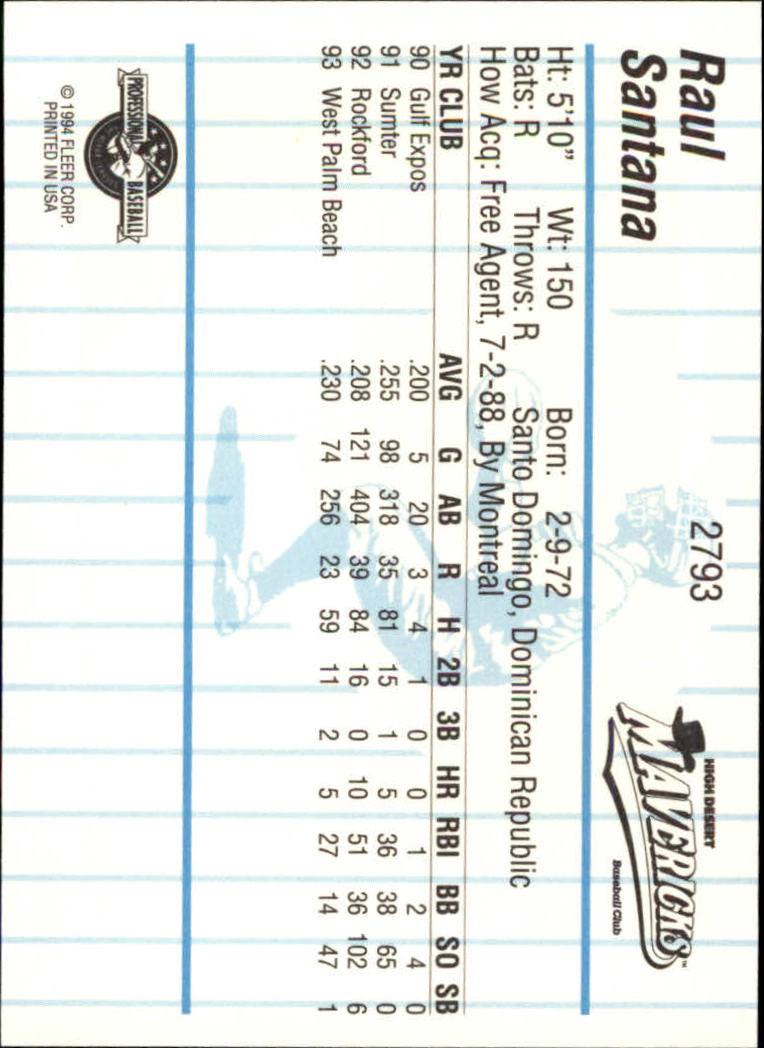 Raul
Santana
2793
HIGH DESERT
MAVERICKS™
Baseball Club
Ht: 5'10" Wt: 150 Born: 2-9-72
Bats: R Throws: R Santo Domingo, Dominican Republic
How Acq: Free Agent, 7-2-88, By Montreal
YR CLUB AVG G AB R H 2B 3B HR RBI BB SO SB
90 Gulf Expos .200 5 20 3 4 1 0 0 1 2 4 0
91 Sumter .255 98 318 35 81 15 1 5 36 38 65 0
92 Rockford .208 121 404 39 84 16 0 10 51 36 102 6
93 West Palm Beach .230 74 256 23 59 11 2 5 27 14 47 1
PROFESSIONAL BASEBALL
© 1994 FLEER CORP.
PRINTED IN USA